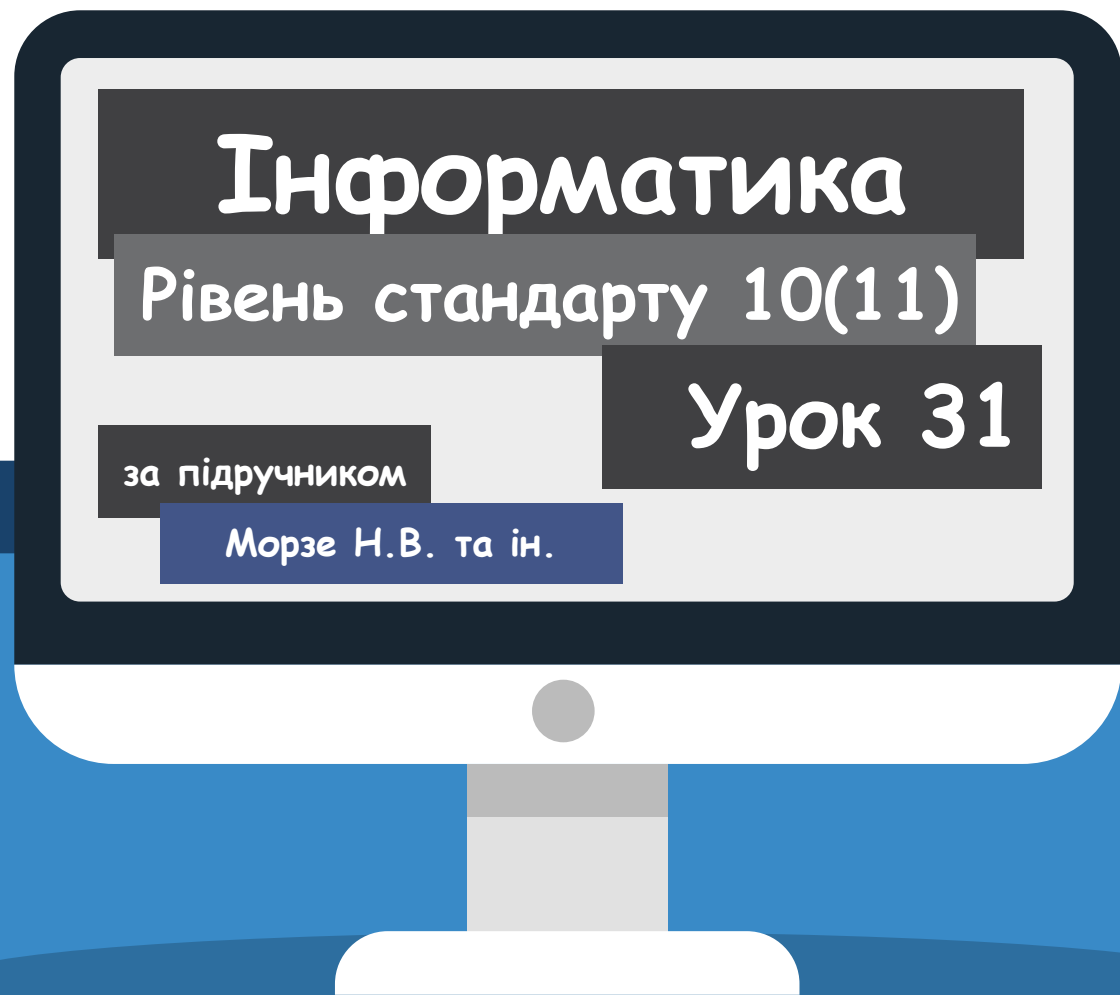 Інформатика
Рівень стандарту 10(11)
Урок 31
за підручником
Морзе Н.В. та ін.